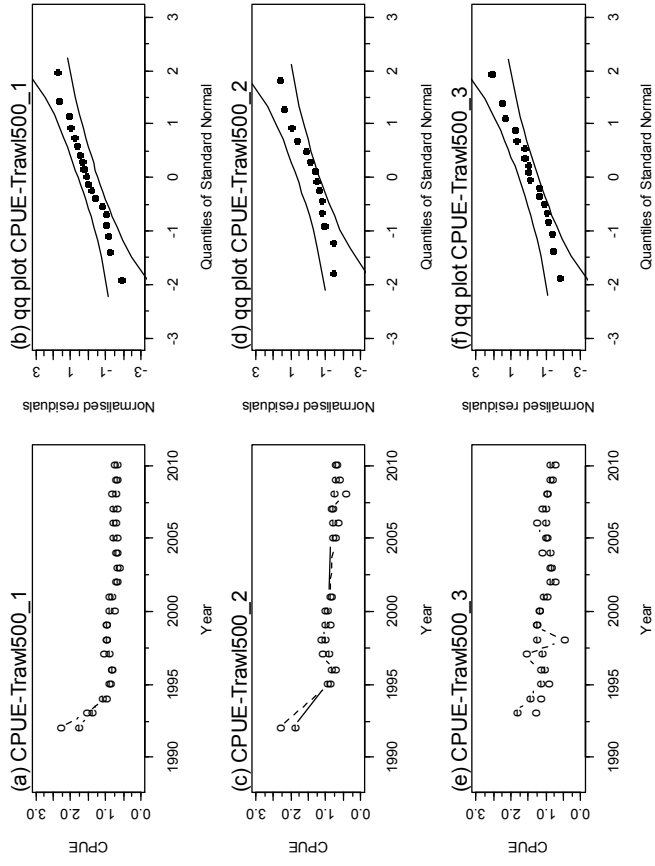 (a) CPUE-Trawl500_1
CPUE
3.0
2.0
1.0
0.0
1990 1995 2000 2005 2010
Year
(b) qq plot CPUE-Trawl500_1
Normalised residuals
3
1
-1
-3
-3 -2 -1 0 1 2 3
Quantiles of Standard Normal
(c) CPUE-Trawl500_2
CPUE
3.0
2.0
1.0
0.0
1990 1995 2000 2005 2010
Year
(d) qq plot CPUE-Trawl500_2
Normalised residuals
3
1
-1
-3
-3 -2 -1 0 1 2 3
Quantiles of Standard Normal
(e) CPUE-Trawl500_3
CPUE
3.0
2.0
1.0
0.0
1990 1995 2000 2005 2010
Year
(f) qq plot CPUE-Trawl500_3
Normalised residuals
3
1
-1
-3
-3 -2 -1 0 1 2 3
Quantiles of Standard Normal